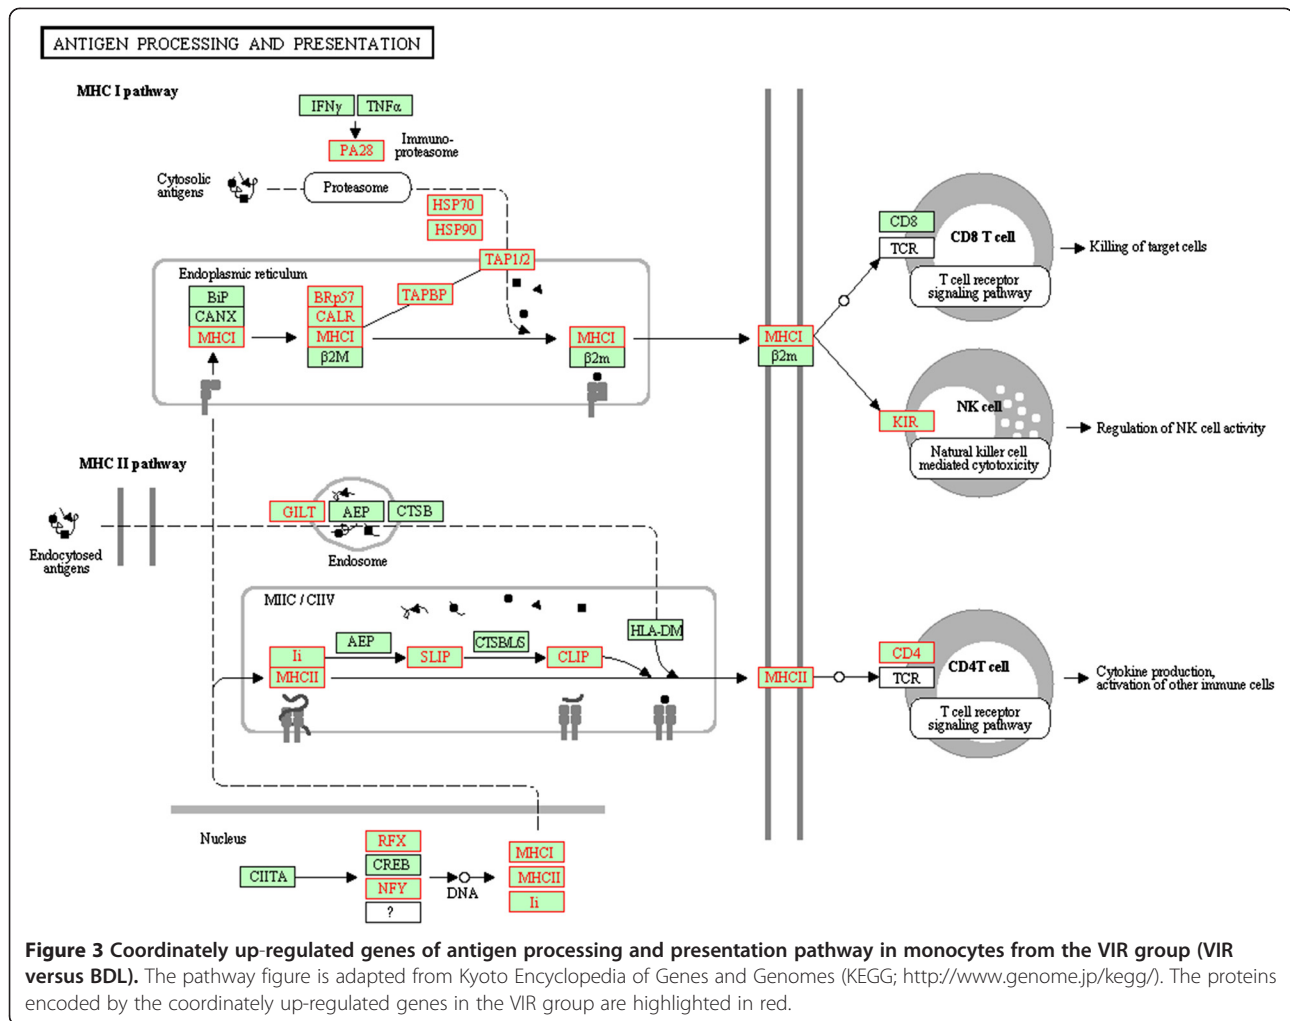 ANTIGEN PROCESSING AND PRESENTATION
MHC I pathway
IFNγ TNFα
PA28
Immuno-
proteasome
Cytosolic
antigens
Proteasome
HSP70
HSP90
TAP1/2
Endoplasmic reticulum
BiP
CANX
MHCI
BRp57
CALR
MHCI
β2M
TAPBP
MHCI
β2m
MHCI
β2m
CD8
TCR
CD8 T cell
T cell receptor
signaling pathway
Killing of target cells
KIR
NK cell
Natural killer cell
mediated cytotoxicity
Regulation of NK cell activity
MHC II pathway
Endocytosed
antigens
GILT AEP CTSB
Endosome
MIIC / CIIV
Ii
MHCII
AEP
SLIP
CTSB/L/S
CLIP
HLA-DM
MHCII
CD4
TCR
CD4T cell
T cell receptor
signaling pathway
Cytokine production,
activation of other immune cells
Nucleus
CIITA
RFX
CREB
NFY
?
DNA
MHCI
MHCII
Ii
Figure 3 Coordinately up-regulated genes of antigen processing and presentation pathway in monocytes from the VIR group (VIR
versus BDL). The pathway figure is adapted from Kyoto Encyclopedia of Genes and Genomes (KEGG; http://www.genome.jp/kegg/). The proteins
encoded by the coordinately up-regulated genes in the VIR group are highlighted in red.